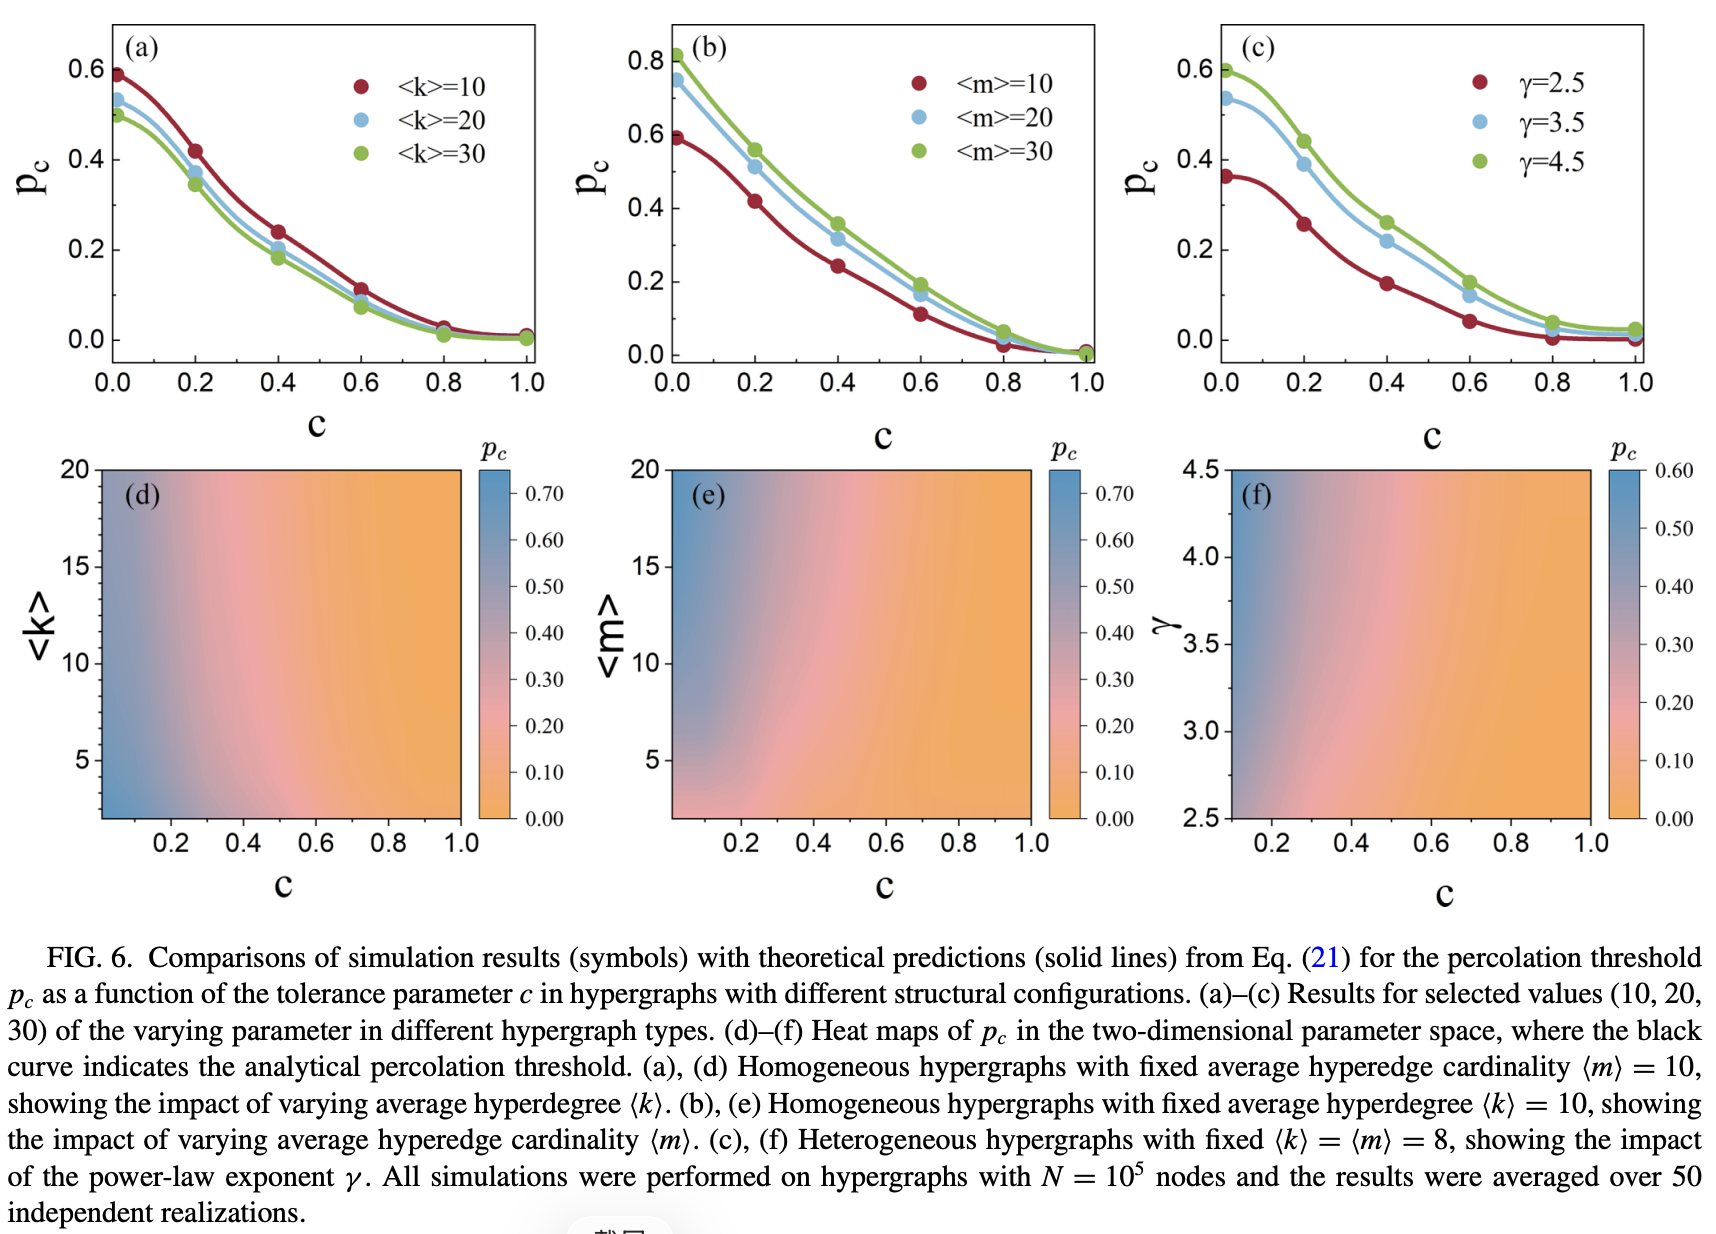 (a)
<k>=10
<k>=20
<k>=30
0.6
0.4
0.2
0.0
pc
0.0 0.2 0.4 0.6 0.8 1.0
c
(b)
<m>=10
<m>=20
<m>=30
0.8
0.6
0.4
0.2
0.0
pc
0.0 0.2 0.4 0.6 0.8 1.0
c
(c)
γ=2.5
γ=3.5
γ=4.5
0.6
0.4
0.2
0.0
pc
0.0 0.2 0.4 0.6 0.8 1.0
c
(d)
20
15
10
5
<k>
0.2 0.4 0.6 0.8 1.0
c
pc
0.70
0.60
0.50
0.40
0.30
0.20
0.10
0.00
(e)
20
15
10
5
<m>
0.2 0.4 0.6 0.8 1.0
c
pc
0.70
0.60
0.50
0.40
0.30
0.20
0.10
0.00
(f)
4.5
4.0
3.5
3.0
2.5
γ
0.2 0.4 0.6 0.8 1.0
c
pc
0.60
0.50
0.40
0.30
0.20
0.10
0.00
FIG. 6. Comparisons of simulation results (symbols) with theoretical predictions (solid lines) from Eq. (21) for the percolation threshold
pc as a function of the tolerance parameter c in hypergraphs with different structural configurations. (a)–(c) Results for selected values (10, 20,
30) of the varying parameter in different hypergraph types. (d)–(f) Heat maps of pc in the two-dimensional parameter space, where the black
curve indicates the analytical percolation threshold. (a), (d) Homogeneous hypergraphs with fixed average hyperedge cardinality ⟨m⟩ = 10,
showing the impact of varying average hyperdegree ⟨k⟩. (b), (e) Homogeneous hypergraphs with fixed average hyperdegree ⟨k⟩ = 10, showing
the impact of varying average hyperedge cardinality ⟨m⟩. (c), (f) Heterogeneous hypergraphs with fixed ⟨k⟩ = ⟨m⟩ = 8, showing the impact
of the power-law exponent γ. All simulations were performed on hypergraphs with N = 10⁵ nodes and the results were averaged over 50
independent realizations.